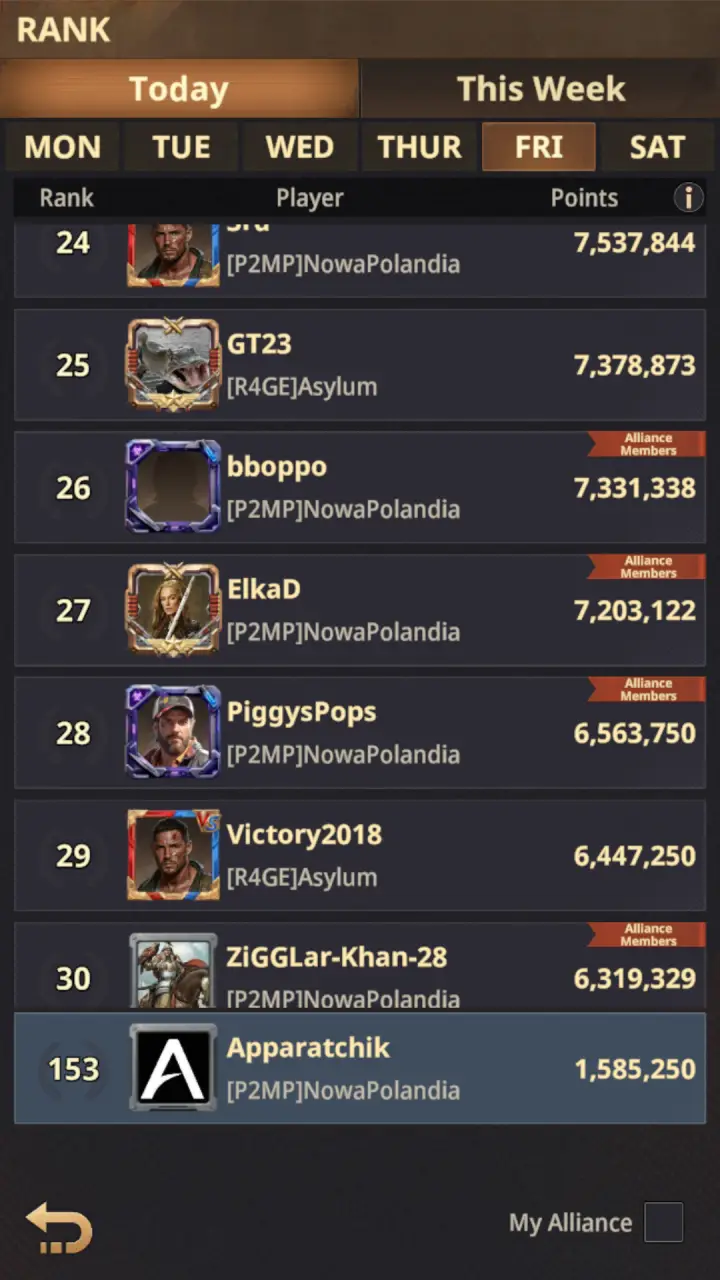 RANK
Today
This Week
MON
TUE
WED
THUR
FRI
SAT
Rank
Player
Points
24
7,537,844
[P2MP]NowaPolandia
25
GT23
7,378,873
[R4GE]Asylum
Alliance
Members
26
bboppo
7,331,338
[P2MP]NowaPolandia
Alliance
Members
27
ElkaD
7,203,122
[P2MP]NowaPolandia
Alliance
Members
28
PiggysPops
6,563,750
[P2MP]NowaPolandia
VS
29
Victory2018
6,447,250
[R4GE]Asylum
Alliance
Members
30
ZiGGLar-Khan-28
6,319,329
[P2MP]NowaPolandia
153
Apparatchik
1,585,250
[P2MP]NowaPolandia
My Alliance